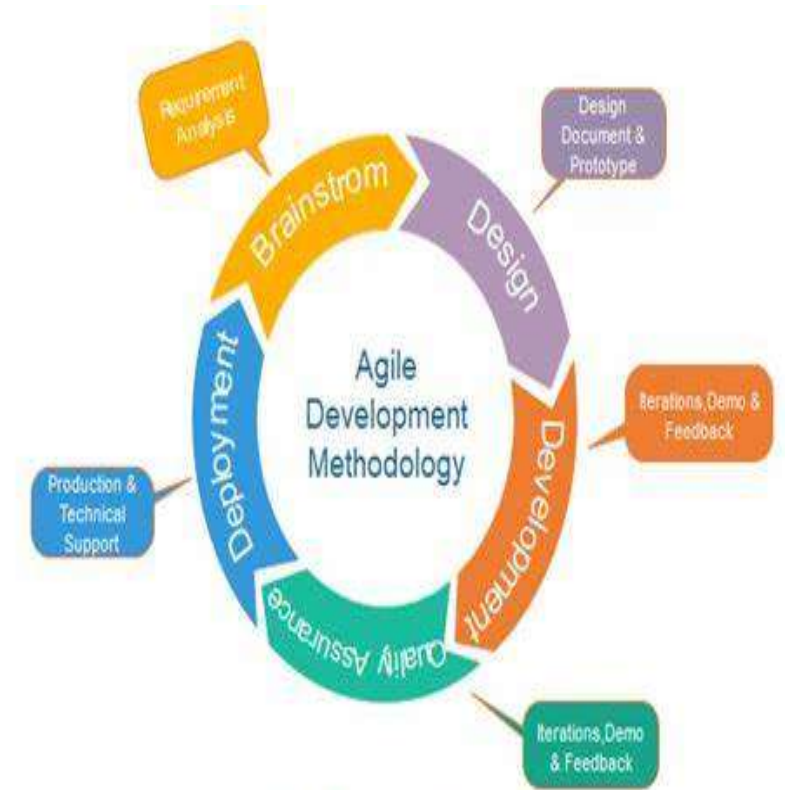 Requirement
Analysis
Brainstrom
Design
Document &
Prototype
Design
Iterations,Demo &
Feedback
Development
Iterations,Demo
& Feedback
Quality Assurance
Production &
Technical
Support
Deployment
Agile
Development
Methodology